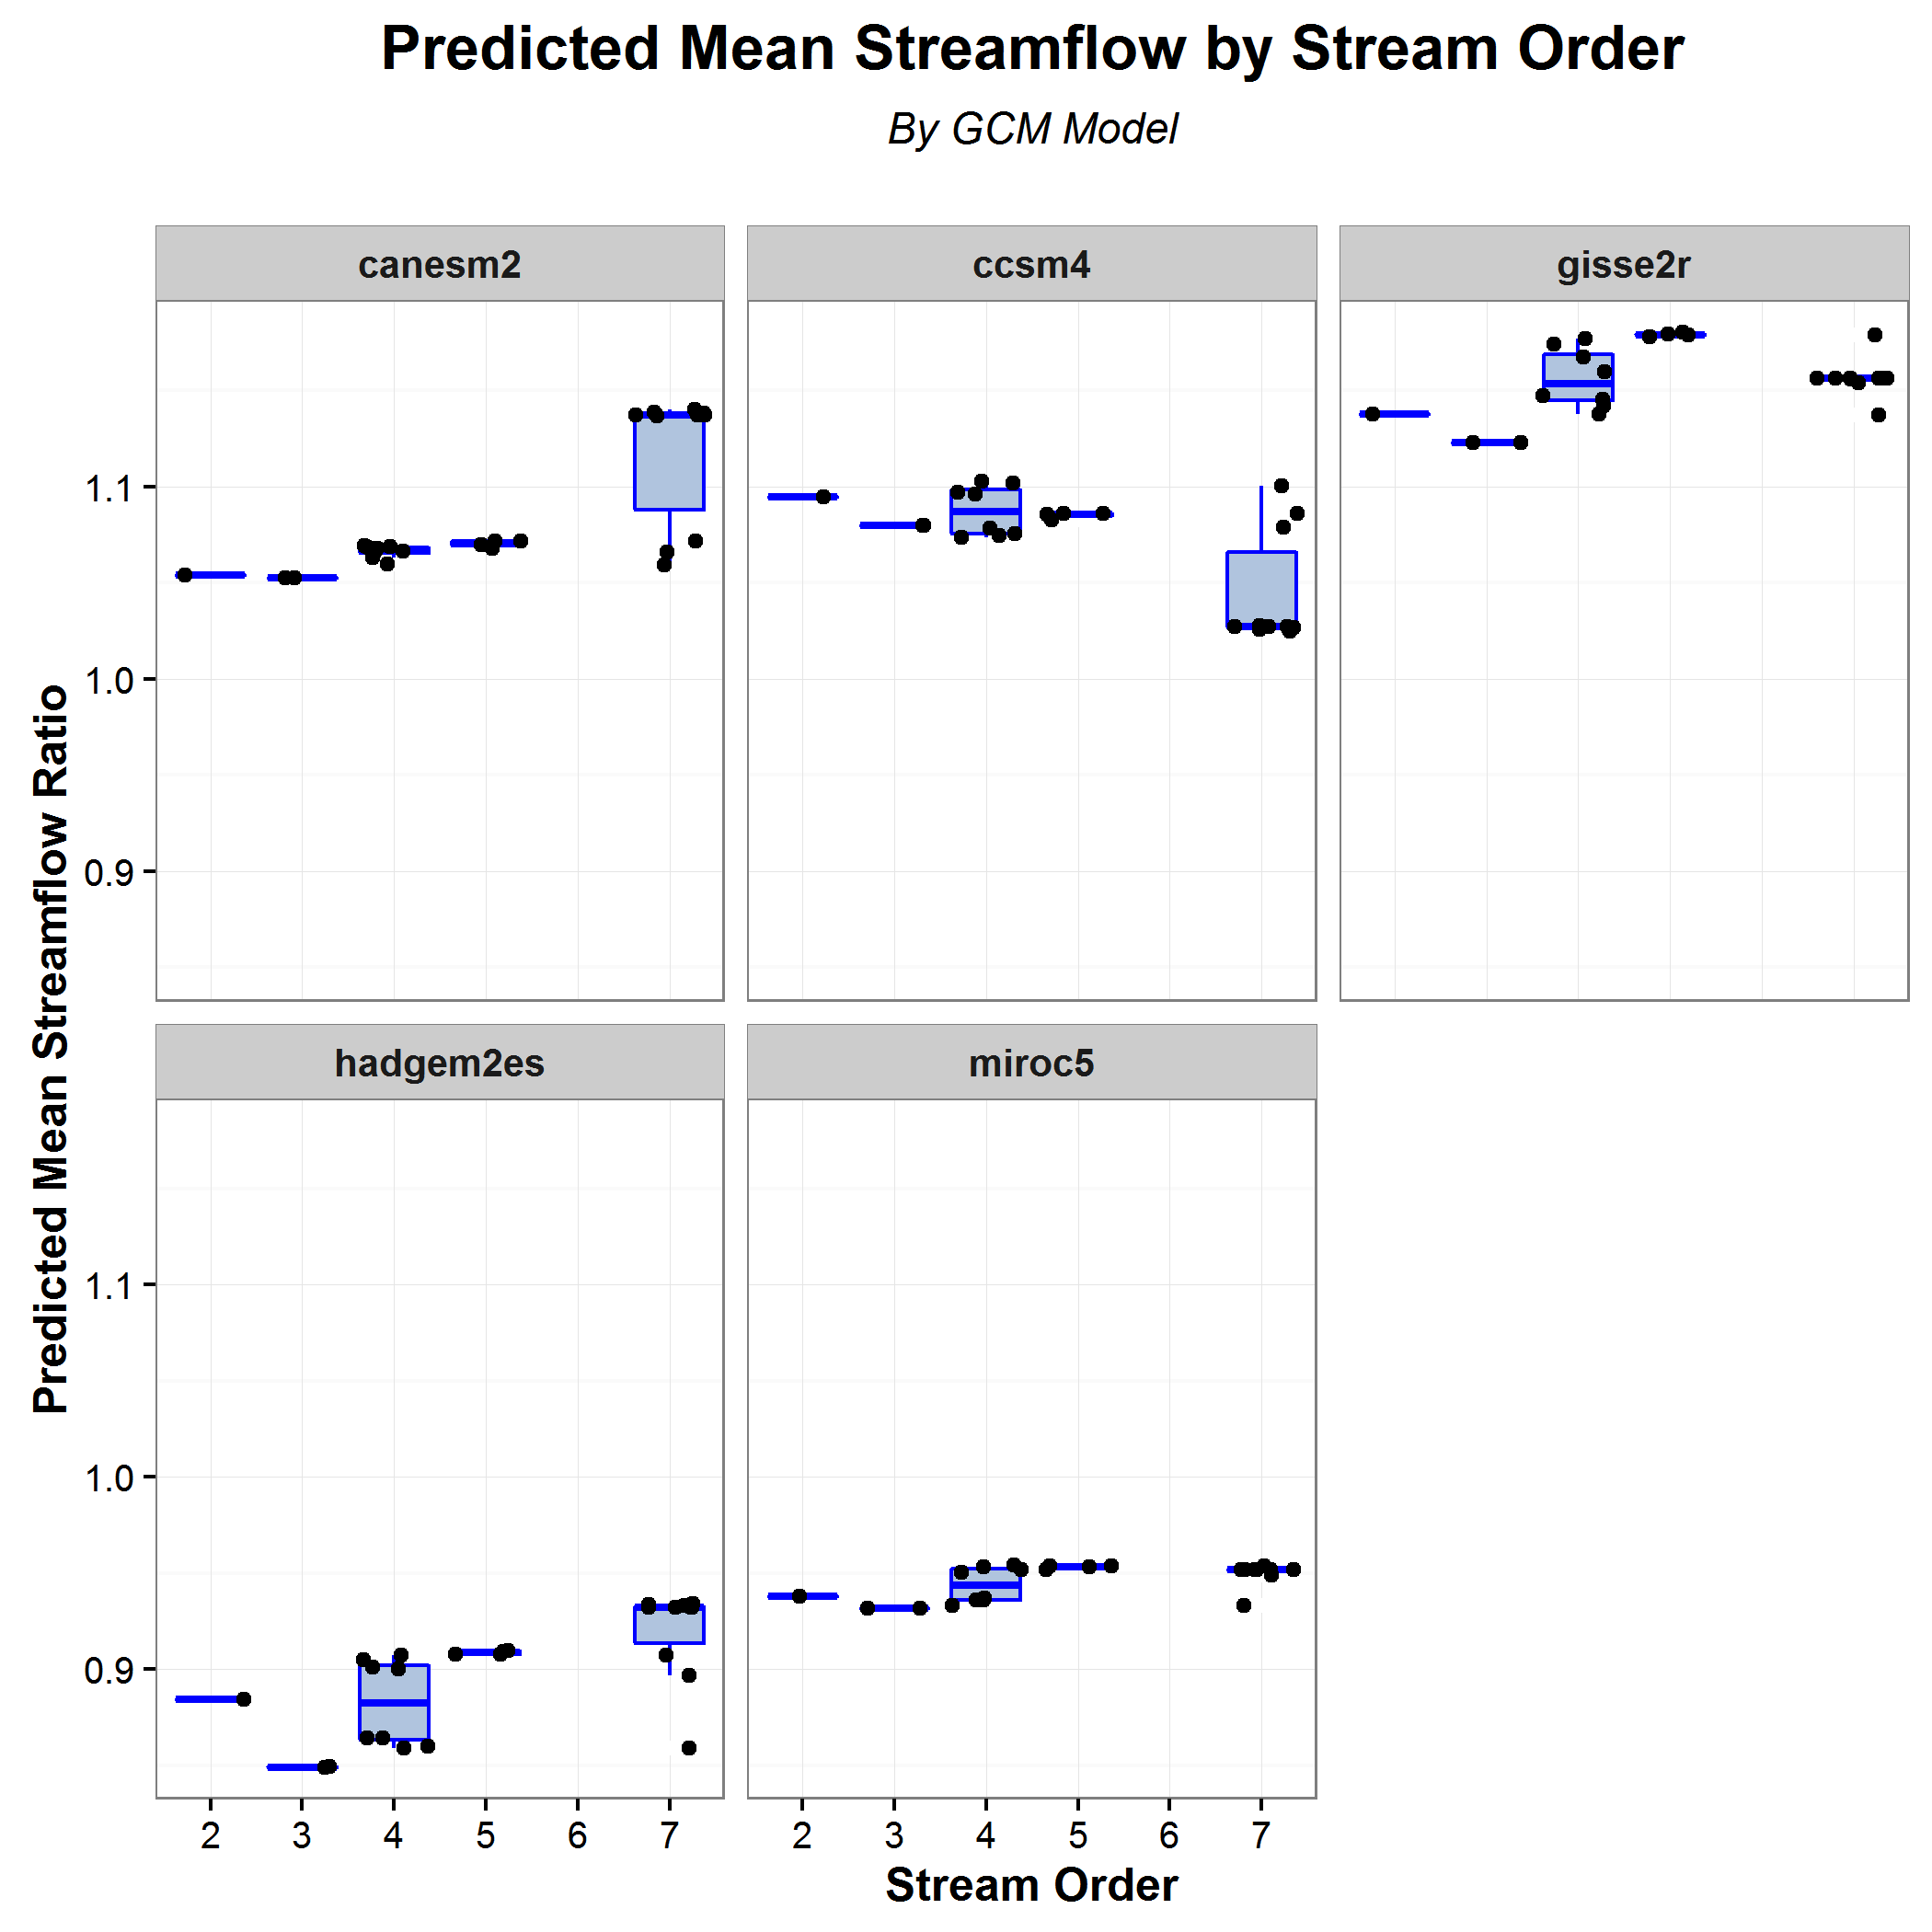 Predicted Mean Streamflow by Stream Order
By GCM Model
canesm2
ccsm4
gisse2r
1.1
1.0
0.9
Predicted Mean Streamflow Ratio
hadgem2es
miroc5
1.1
1.0
0.9
2 3 4 5 6 7
2 3 4 5 6 7
Stream Order